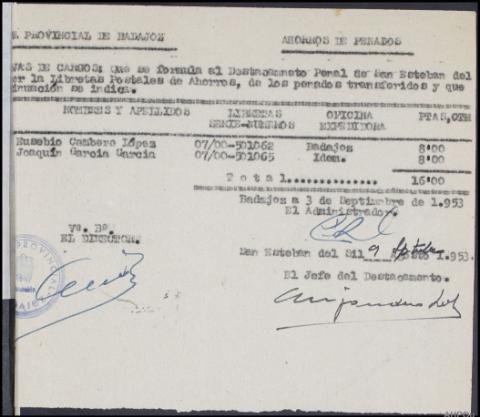 PROVINCIAL DE BADAJOZ AHORROS DE PENADOS
DE CARGOS: Que se formula al Destacamento Penal de San Esteban del
er la Libretas Postales de Ahorros, de los penados transferidos y que
inuación se indica.
NOMBRES Y APELLIDOS LIBRETAS OFICINA PTAS,CTM
SERIE-NUMEROS EXPEDIDORA
Eusebio Cambero López 07/00-501062 Badajoz 8'00
Joaquín García García 07/00-501065 Idem. 8'00
Total............... 16'00
Badajoz a 3 de Septiembre de 1.953
El Administrador.
Vº. Bº.
EL DIRECTOR.
San Esteban del Sil 9 1.953.
El Jefe del Destacamento.
PROVINCIAL